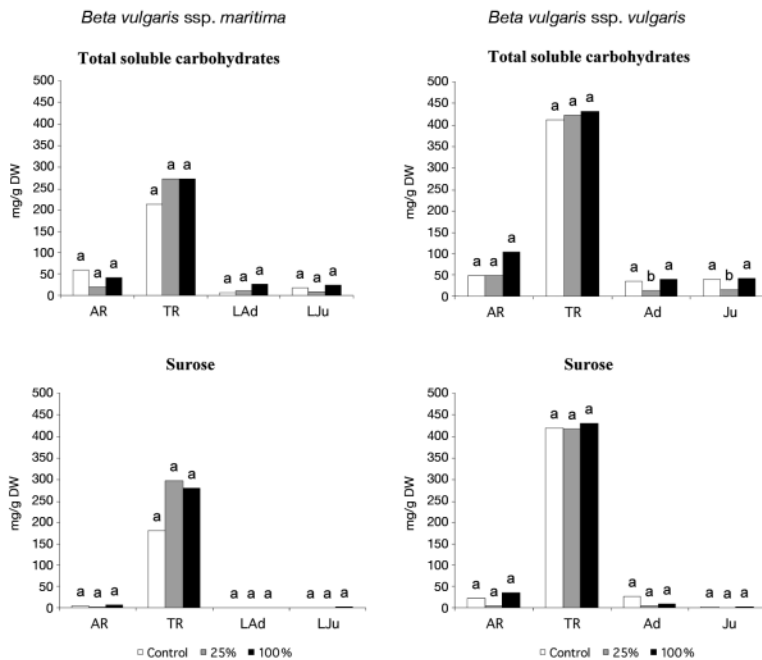 Beta vulgaris ssp. maritima
Beta vulgaris ssp. vulgaris
Total soluble carbohydrates
500
450
400
350
300
250
200
150
100
50
0
mg/g DW
a a a
a a a
a a a
a a a
AR TR LAd LJu
Total soluble carbohydrates
500
450
400
350
300
250
200
150
100
50
0
mg/g DW
a a a
a a a
a b a
a b a
AR TR Ad Ju
Surose
500
450
400
350
300
250
200
150
100
50
0
mg/g DW
a a a
a a a
a a a
a a a
AR TR LAd LJu
Control 25% 100%
Surose
500
450
400
350
300
250
200
150
100
50
0
mg/g DW
a a a
a a a
a a a
a a a
AR TR Ad Ju
Control 25% 100%